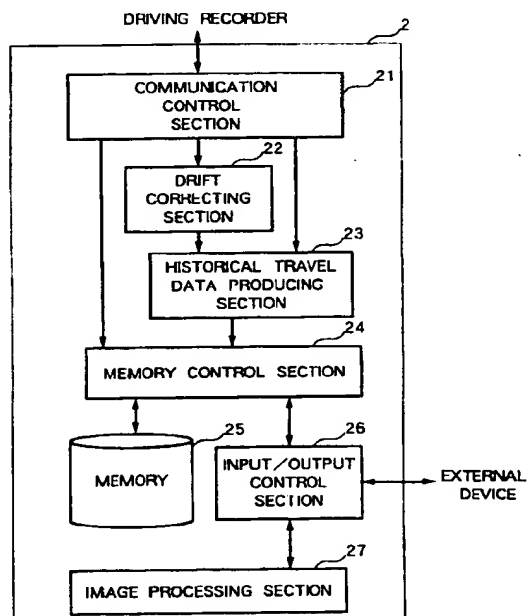 DRIVING RECORDER
2
21
COMMUNICATION
CONTROL
SECTION
22
DRIFT
CORRECTING
SECTION
23
HISTORICAL TRAVEL
DATA PRODUCING
SECTION
24
MEMORY CONTROL SECTION
25
MEMORY
26
INPUT/OUTPUT
CONTROL
SECTION
EXTERNAL
DEVICE
27
IMAGE PROCESSING SECTION